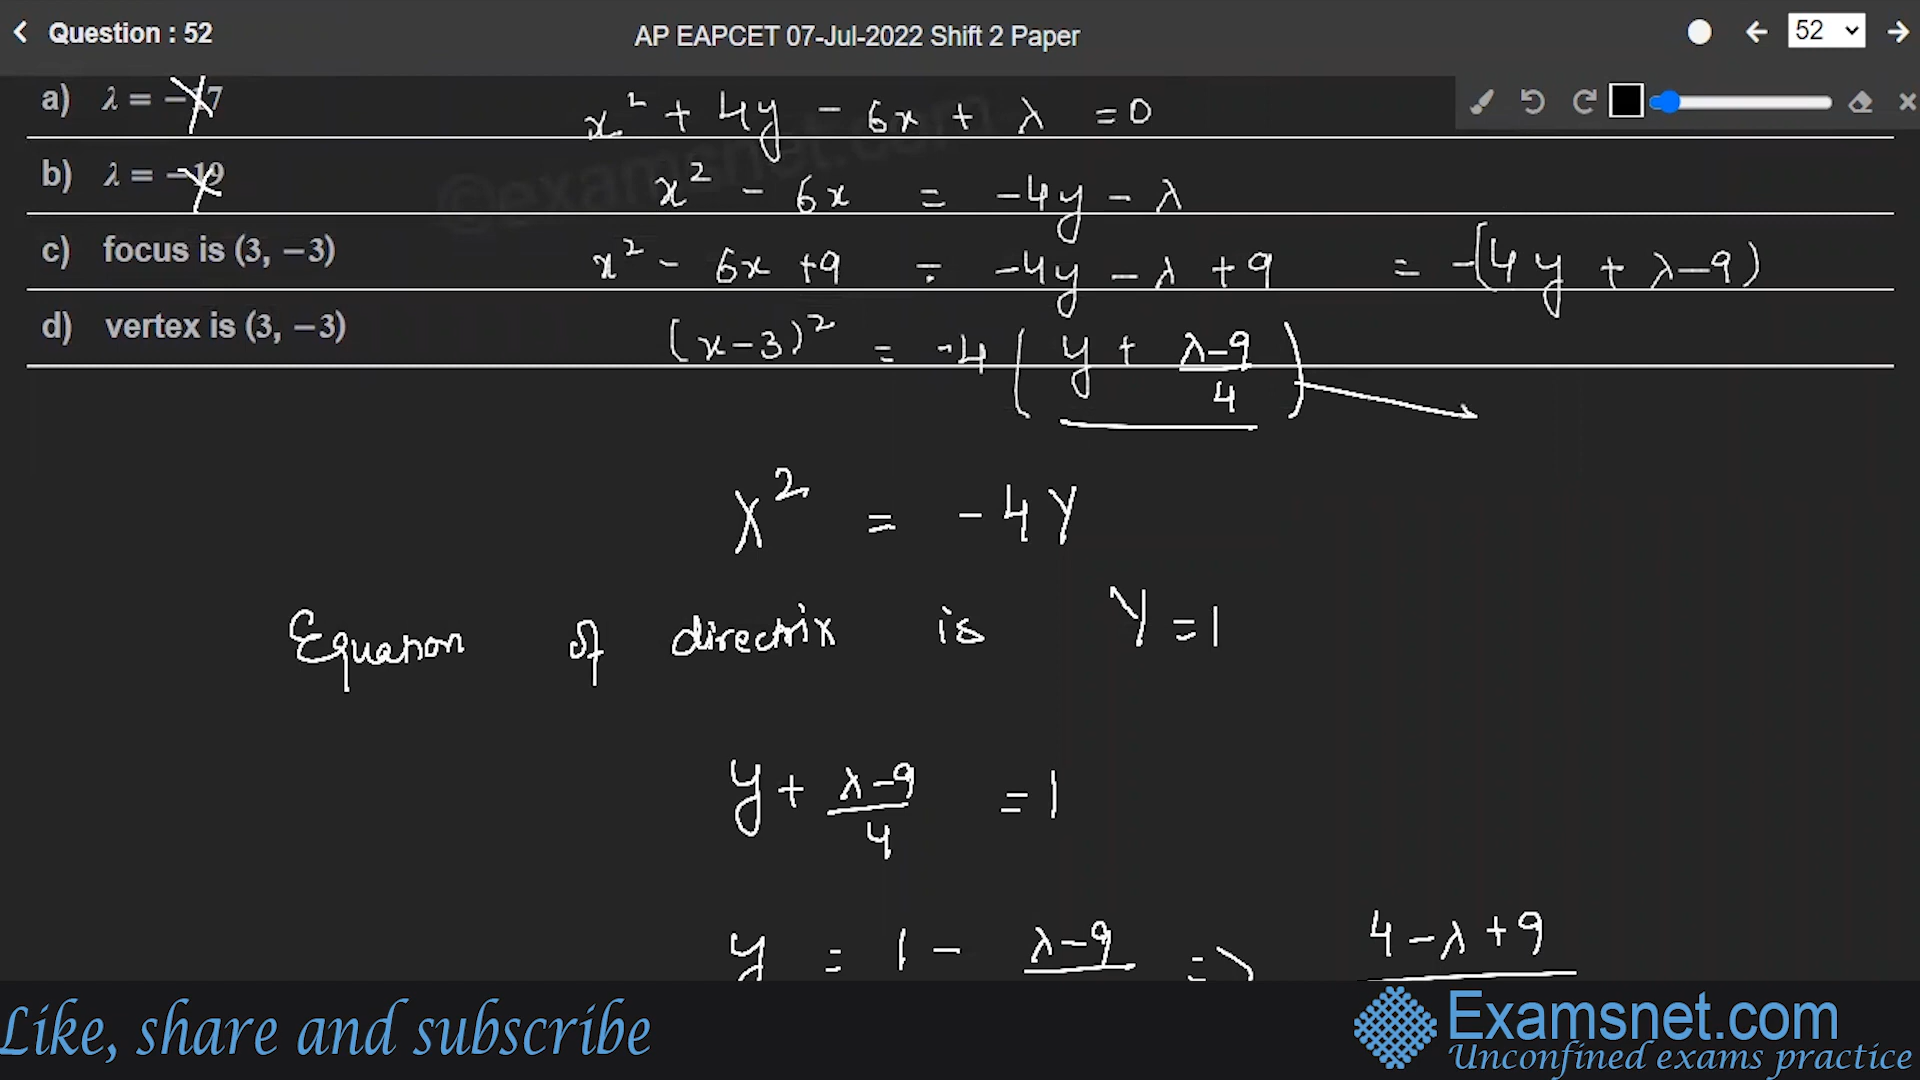 Question : 52
AP EAPCET 07-Jul-2022 Shift 2 Paper
52
a) λ = −17
x² + 4y − 6x + λ = 0
b) λ = −19
x² − 6x = −4y − λ
c) focus is (3, −3)
x² − 6x + 9 = −4y − λ + 9 = −(4y + λ−9)
d) vertex is (3, −3)
(x−3)² = −4 ( y + λ−9/4 )
X² = −4Y
Equation of directrix is Y = 1
y + λ−9/4 = 1
y = 1 − λ−9 => 4−λ+9
©examsnet.com
Like, share and subscribe
Examsnet.com
Unconfined exams practice